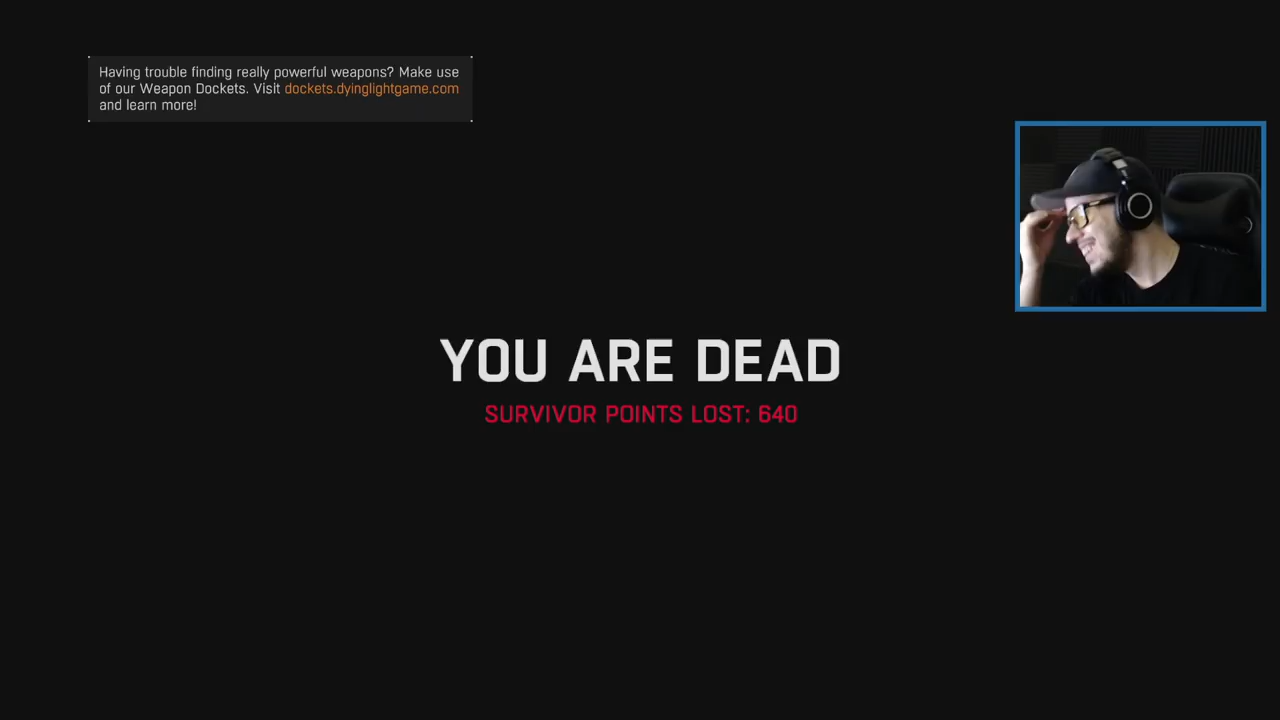 Having trouble finding really powerful weapons? Make use
of our Weapon Dockets. Visit dockets.dyinglightgame.com
and learn more!
YOU ARE DEAD
SURVIVOR POINTS LOST: 640